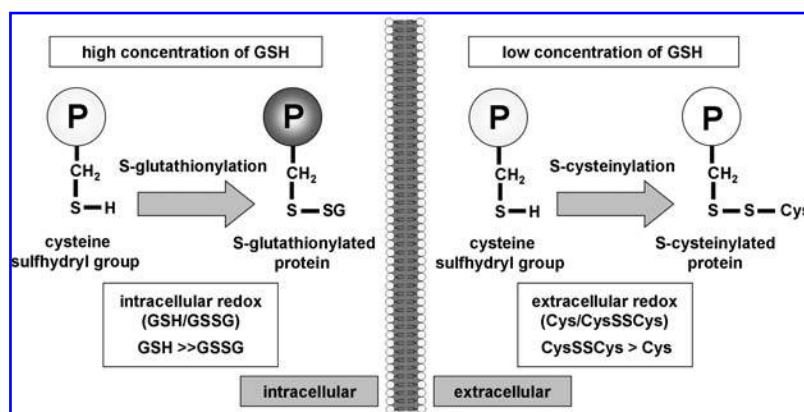 high concentration of GSH
P
CH2
S—H
S-glutathionylation
P
CH2
S—SG
cysteine
sulfhydryl group
S-glutathionylated
protein
intracellular redox
(GSH/GSSG)
GSH >>GSSG
intracellular
low concentration of GSH
P
CH2
S—H
S-cysteinylation
P
CH2
S—S—Cys
cysteine
sulfhydryl group
S-cysteinylated
protein
extracellular redox
(Cys/CysSSCys)
CysSSCys > Cys
extracellular